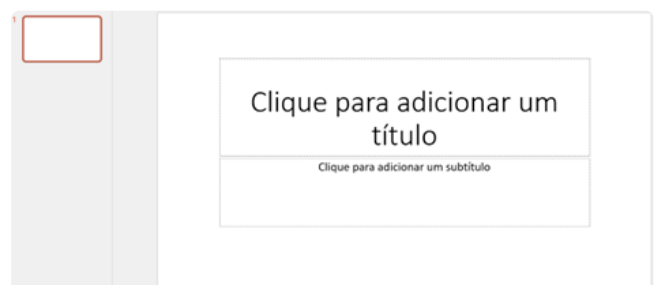 1
Clique para adicionar um
título
Clique para adicionar um subtítulo